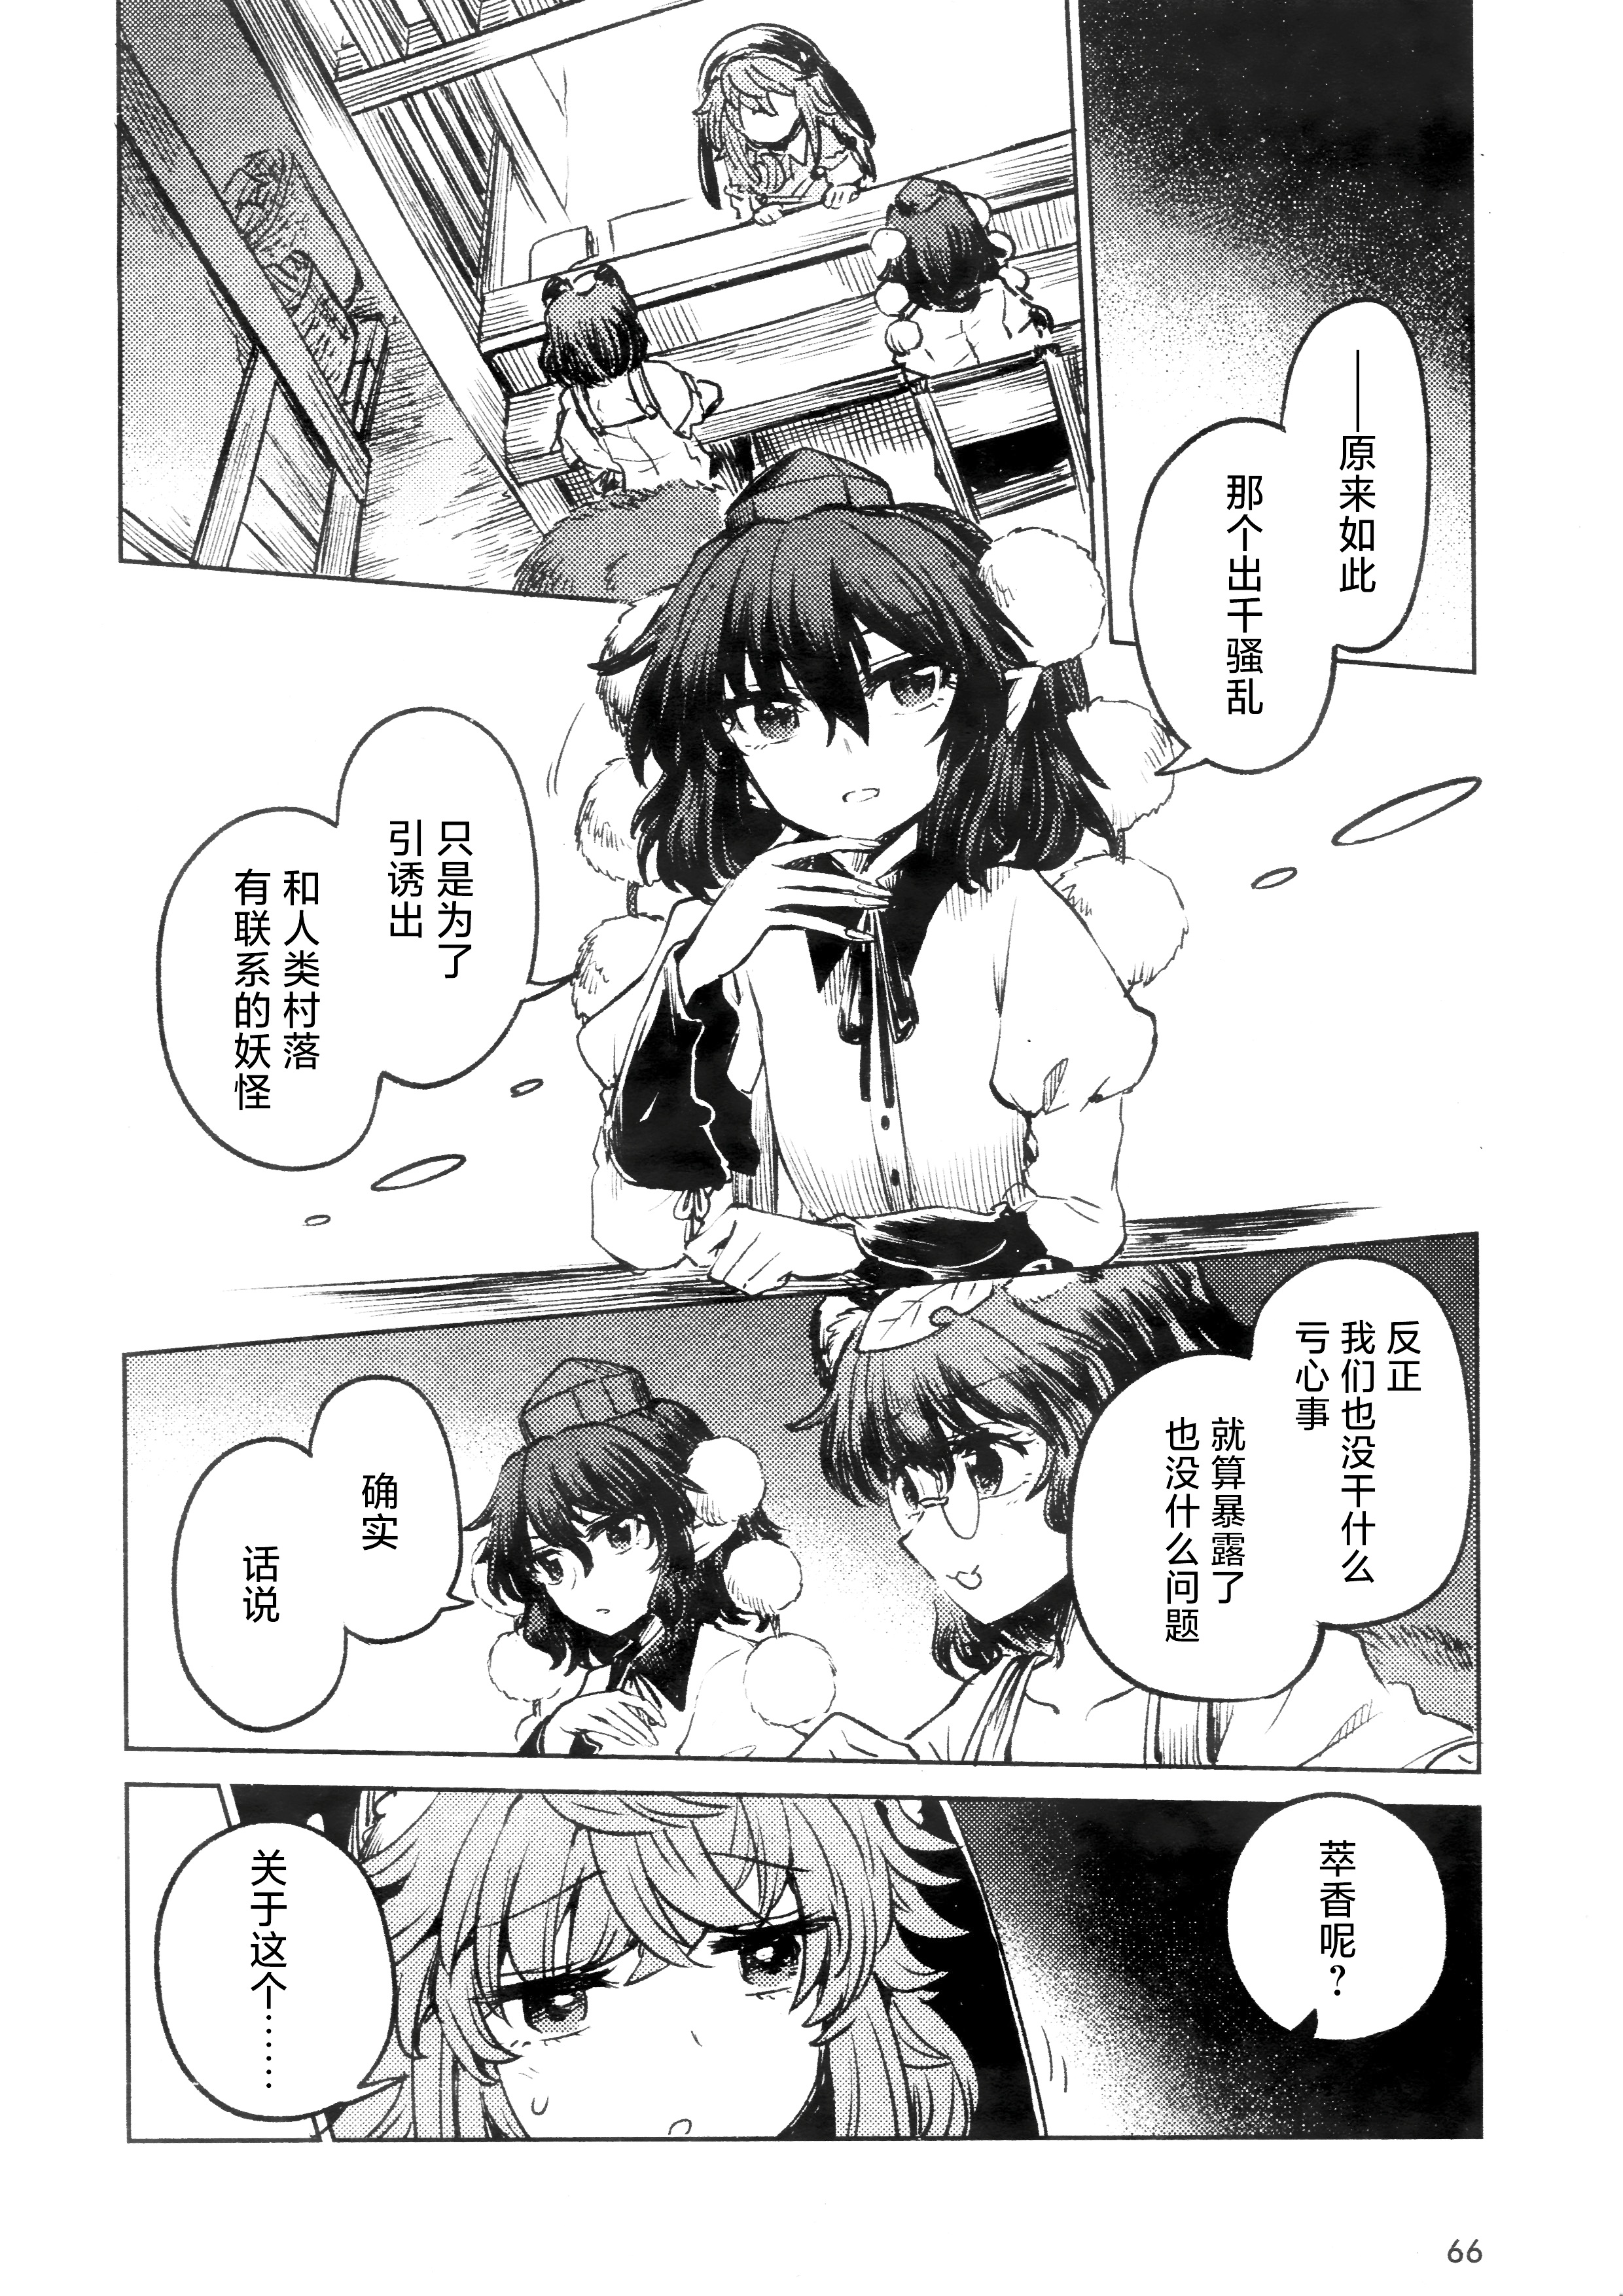 ——原来如此
那个出千骚乱
只是为了
引诱出
和人类村落
有联系的妖怪
反正
我们也没干什么
亏心事
就算暴露了
也没什么问题
确实
话说
萃香呢?
关于这个……
66